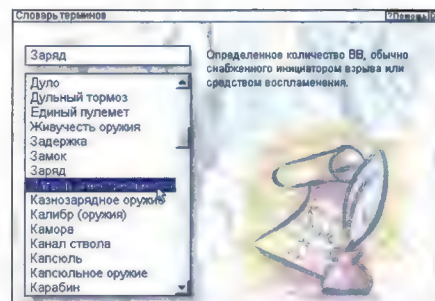 Словарь терминов
?Помощь
Заряд
Определенное количество ВВ, обычно
снабженного инициатором взрыва или
средством воспламенения.
Дуло
Дульный тормоз
Единый пулемет
Живучесть оружия
Задержка
Замок
Заряд
Казнозарядное оружие
Калибр (оружия)
Камора
Канал ствола
Капсюль
Капсюльное оружие
Карабин